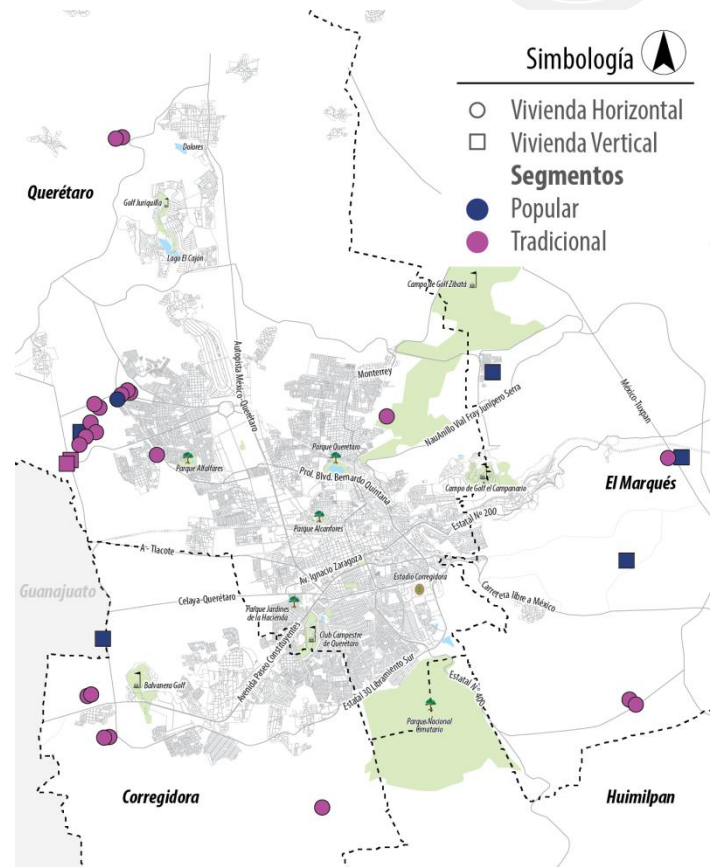 Simbología
Vivienda Horizontal
Vivienda Vertical
Segmentos
Popular
Tradicional
Dolores
Querétaro
Golf Juriquilla
Lago El Cajón
Campo de Golf Zibatá
Autopista México-Querétaro
Monterrey
México-Tuxpan
NauAnillo Vial Fray Junípero Serra
Parque Querétaro
Parque Alfalfares
Prol. Blvd. Bernardo Quintana
Campo de Golf el Campanario
El Marqués
Parque Alcanfores
Estatal Nº 200
A~ Tlacote
Av. Ignacio Zaragoza
Guanajuato
Estadio Corregidora
Celaya-Querétaro
Carretera libre a México
Parque Jardines
de la Hacienda
Club Campestre
de Querétaro
Avenida Paseo Constituyentes
Balvanera Golf
Estatal 30 Libramiento Sur
Estatal Nº 400
Parque Nacional
Cimatario
Corregidora
Huimilpan